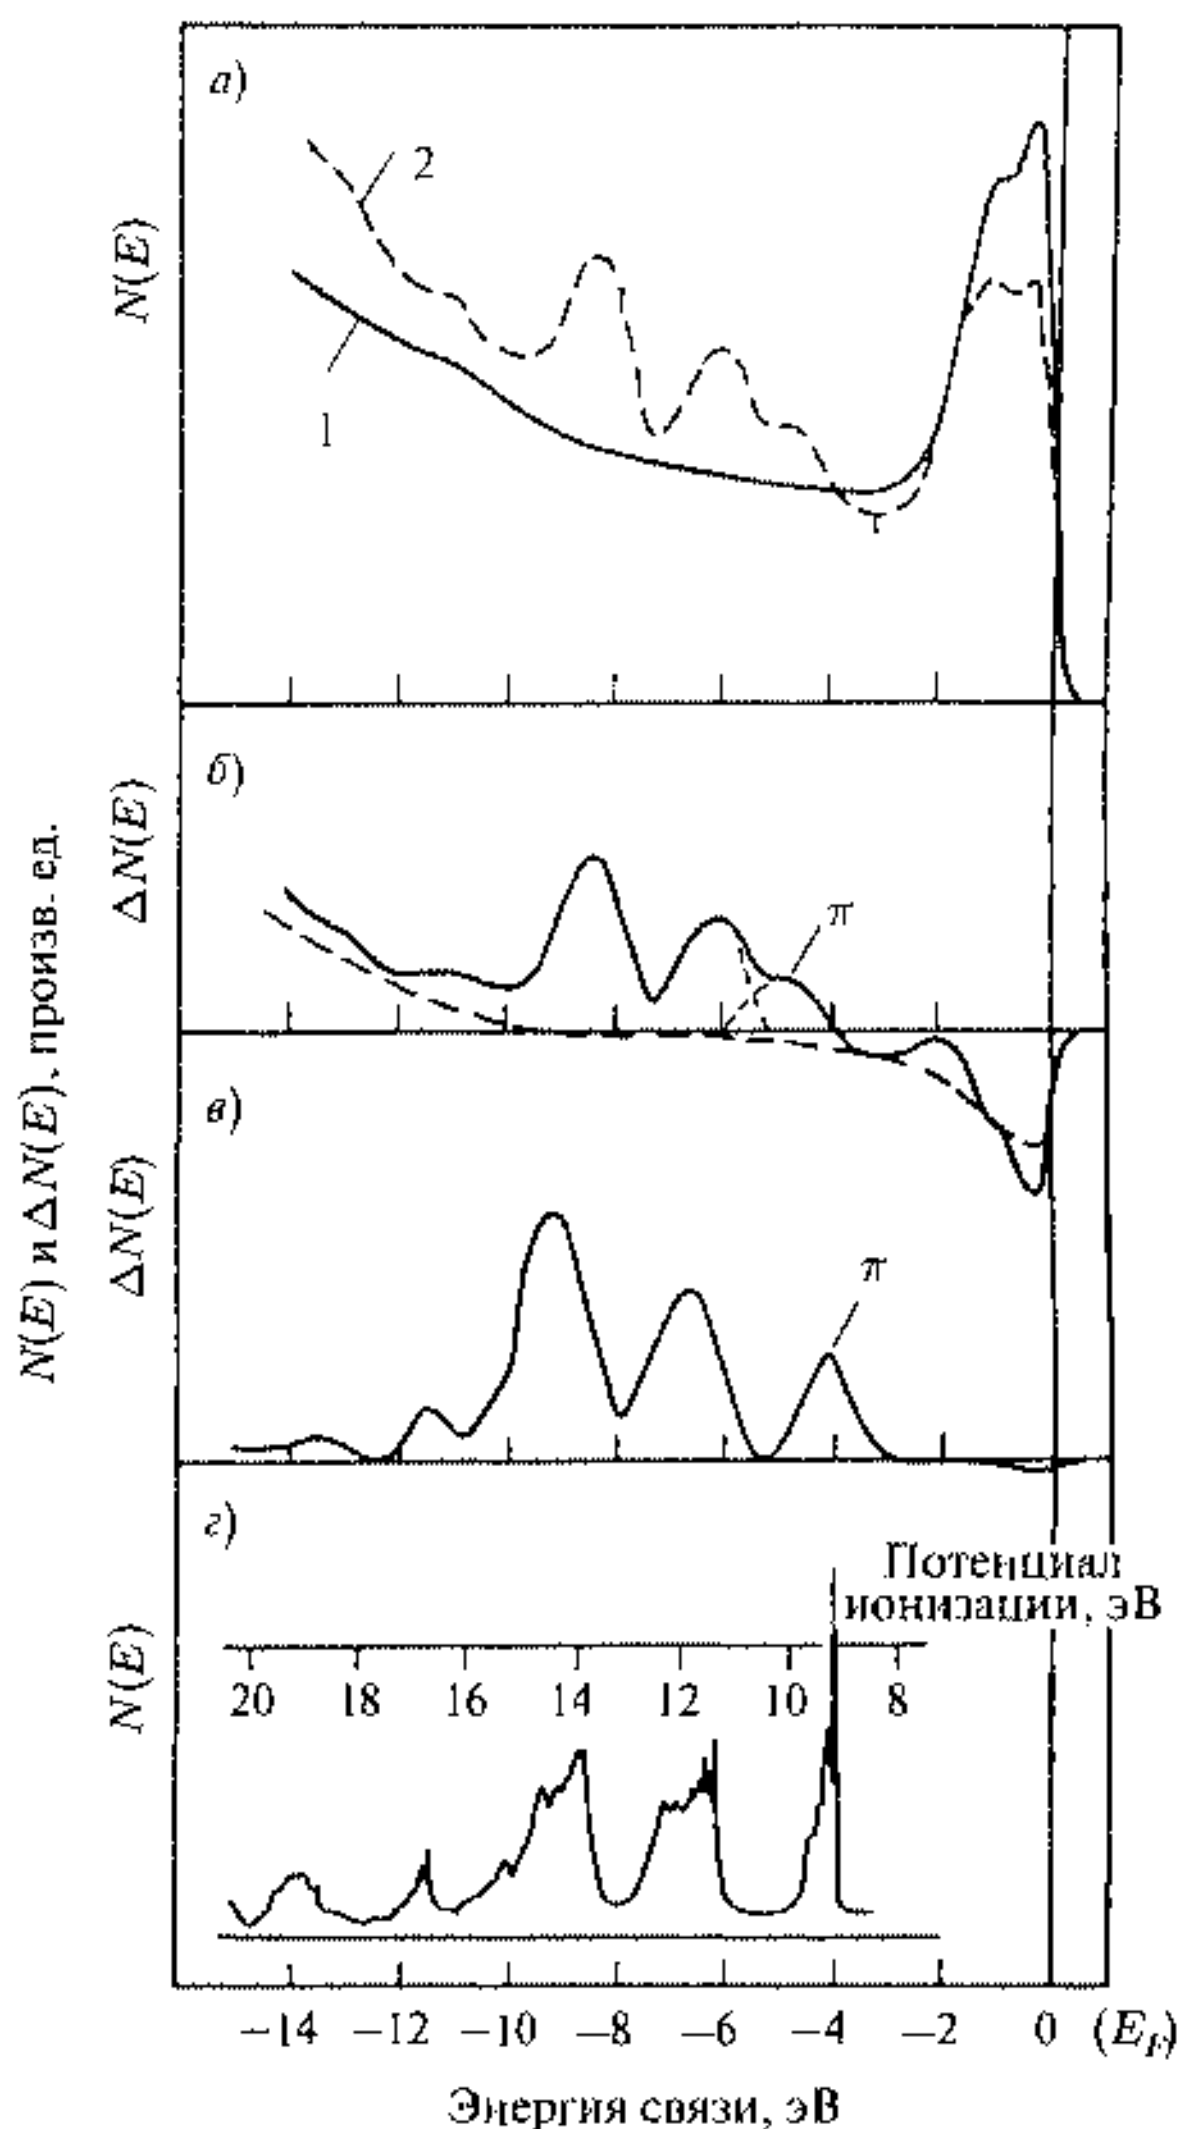 а)
2
1
N(E)
б)
π
ΔN(E)
в)
π
ΔN(E)
N(E) и ΔN(E), произв. ед.
г)
Потенциал
ионизации, эВ
20 18 16 14 12 10 8
N(E)
−14 −12 −10 −8 −6 −4 −2 0 (E_F)
Энергия связи, эВ